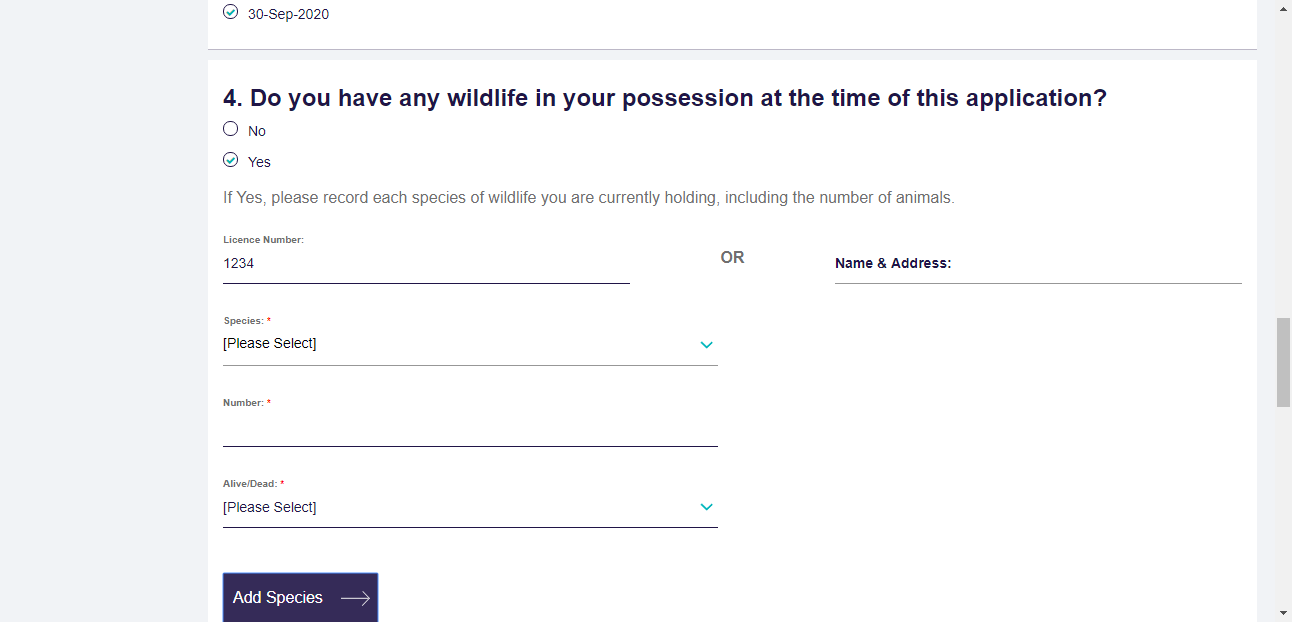 30-Sep-2020
4. Do you have any wildlife in your possession at the time of this application?
No
Yes
If Yes, please record each species of wildlife you are currently holding, including the number of animals.
Licence Number:
1234
OR
Name & Address:
Species: *
[Please Select]
Number: *
Alive/Dead: *
[Please Select]
Add Species